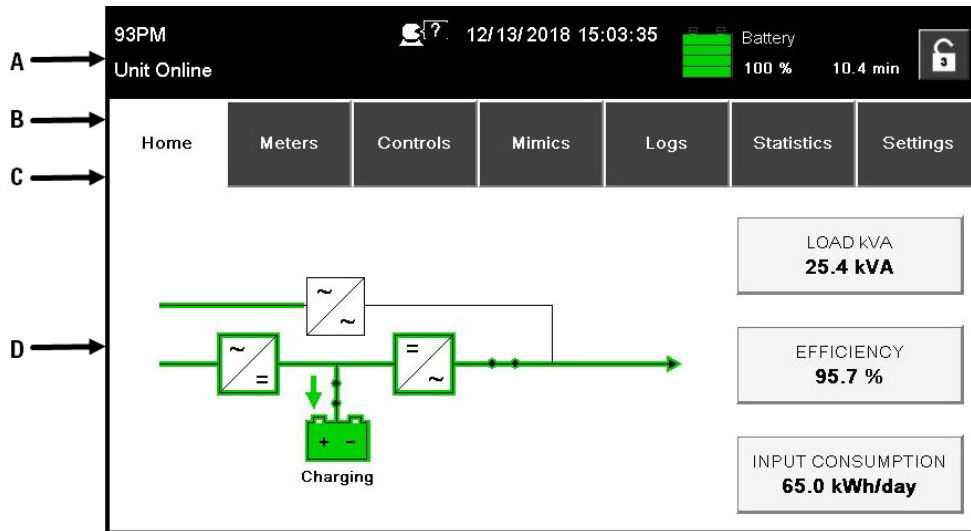 93PM
Unit Online
? 12/13/2018 15:03:35
Battery
100 % 10.4 min
3
A
B
C
D
Home Meters Controls Mimics Logs Statistics Settings
LOAD kVA
25.4 kVA
EFFICIENCY
95.7 %
INPUT CONSUMPTION
65.0 kWh/day
~
~
~
=
=
~
+ -
Charging